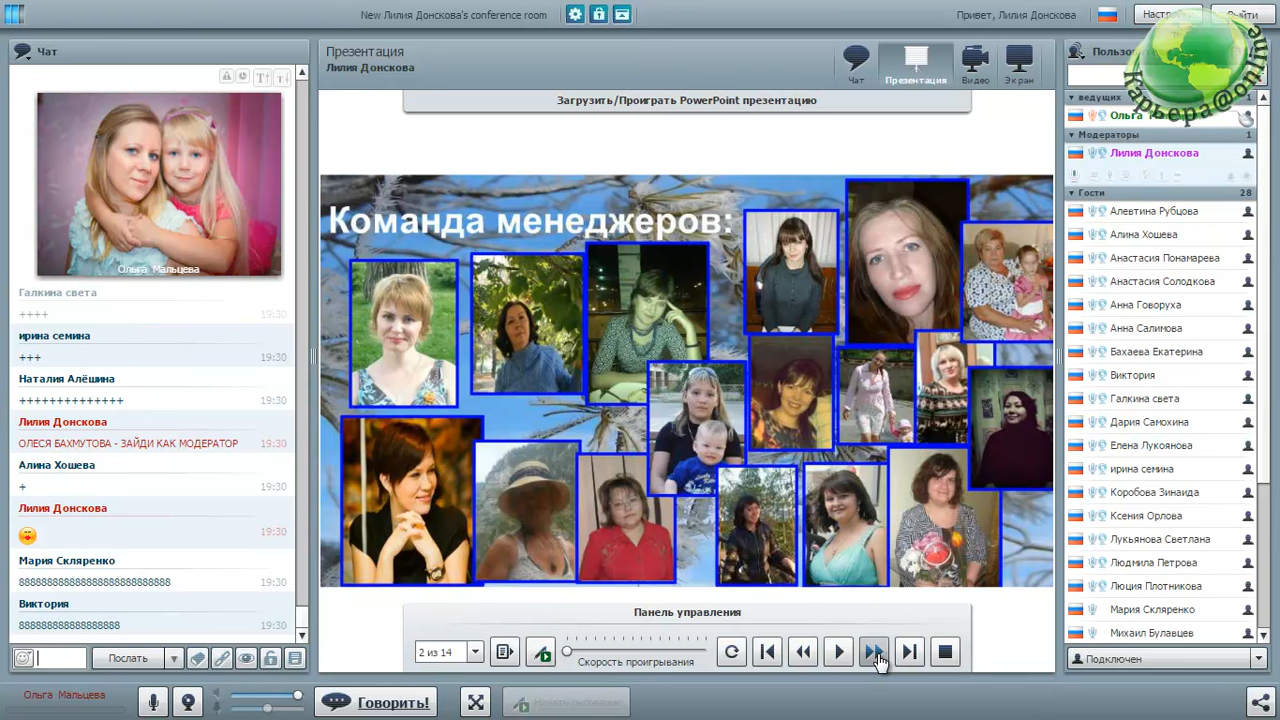 New Лилия Донскова's conference room
Привет, Лилия Донскова
Выйти
Чат
Ольга Мальцева
Галкина света
++++ 19:30
ирина семина
+++ 19:30
Наталия Алёшина
++++++++++++++ 19:30
Лилия Донскова
ОЛЕСЯ БАХМУТОВА - ЗАЙДИ КАК МОДЕРАТОР 19:30
Алина Хошева
+ 19:30
Лилия Донскова
19:30
Мария Скляренко
88888888888888888888888888 19:30
Виктория
88888888888888888 19:30
Послать
Презентация
Лилия Донскова
Чат
Презентация
Видео
Экран
Загрузить/Проиграть PowerPoint презентацию
Команда менеджеров:
Панель управления
2 из 14
Скорость проигрывания
карьера@online
ведущих 1
Ольга
Модераторы 1
Лилия Донскова
Гости 28
Алевтина Рубцова
Алина Хошева
Анастасия Понамарева
Анастасия Солодкова
Анна Говоруха
Анна Салимова
Бахаева Екатерина
Виктория
Галкина света
Дария Самохина
Елена Лукоянова
ирина семина
Коробова Зинаида
Ксения Орлова
Лукьянова Светлана
Людмила Петрова
Люция Плотникова
Мария Скляренко
Михаил Булавцев
Подключен
Ольга Мальцева
Говорить!